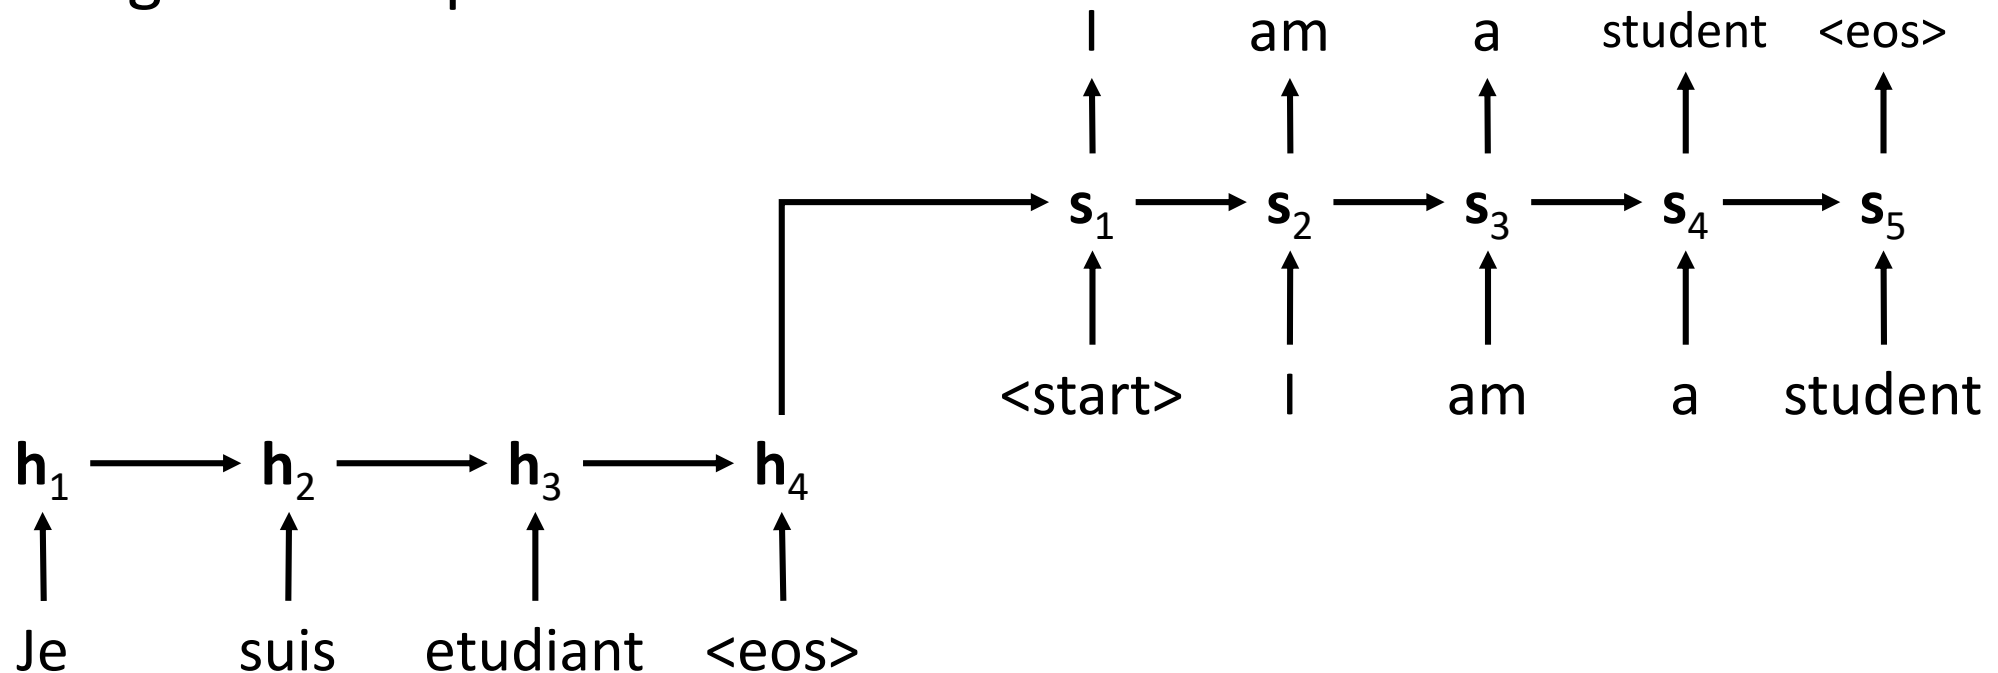 I am a student <eos>
s1 s2 s3 s4 s5
<start> I am a student
h1 h2 h3 h4
Je suis etudiant <eos>